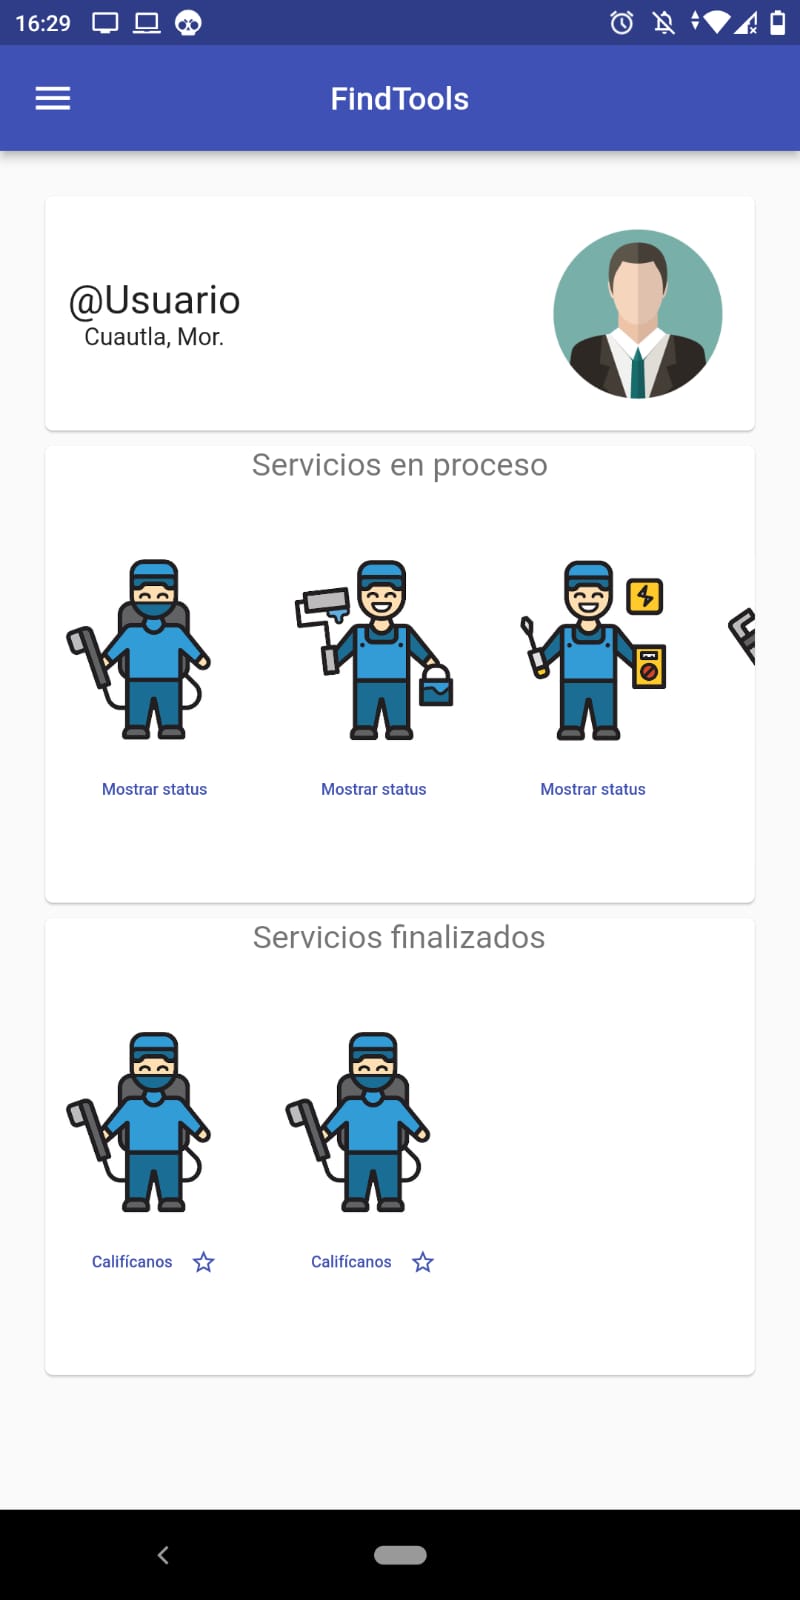 16:29
FindTools
@Usuario
Cuautla, Mor.
Servicios en proceso
Mostrar status
Mostrar status
Mostrar status
Servicios finalizados
Califícanos
Califícanos